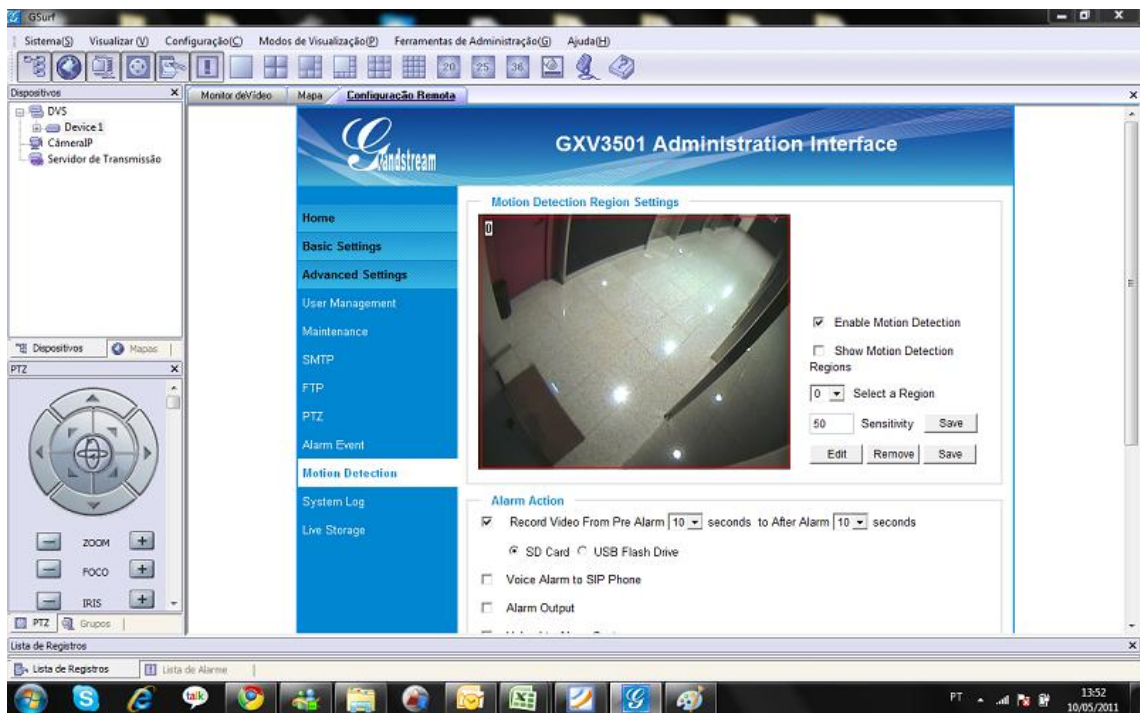 GSurf
Sistema(S) Visualizar (V) Configuração(C) Modos de Visualização(P) Ferramentas de Administração(G) Ajuda(H)
20 25 36
Dispositivos
DVS
Device 1
CâmeraIP
Servidor de Transmissão
Dispositivos Mapas
PTZ
ZOOM
FOCO
IRIS
PTZ Grupos
Monitor deVídeo Mapa Configuração Remota
Grandstream
GXV3501 Administration Interface
Home
Basic Settings
Advanced Settings
User Management
Maintenance
SMTP
FTP
PTZ
Alarm Event
Motion Detection
System Log
Live Storage
Motion Detection Region Settings
0
Enable Motion Detection
Show Motion Detection
Regions
0 Select a Region
50 Sensitivity Save
Edit Remove Save
Alarm Action
Record Video From Pre Alarm 10 seconds to After Alarm 10 seconds
SD Card USB Flash Drive
Voice Alarm to SIP Phone
Alarm Output
Lista de Registros
Lista de Registros Lista de Alarme
talk
PT 13:52
10/05/2011